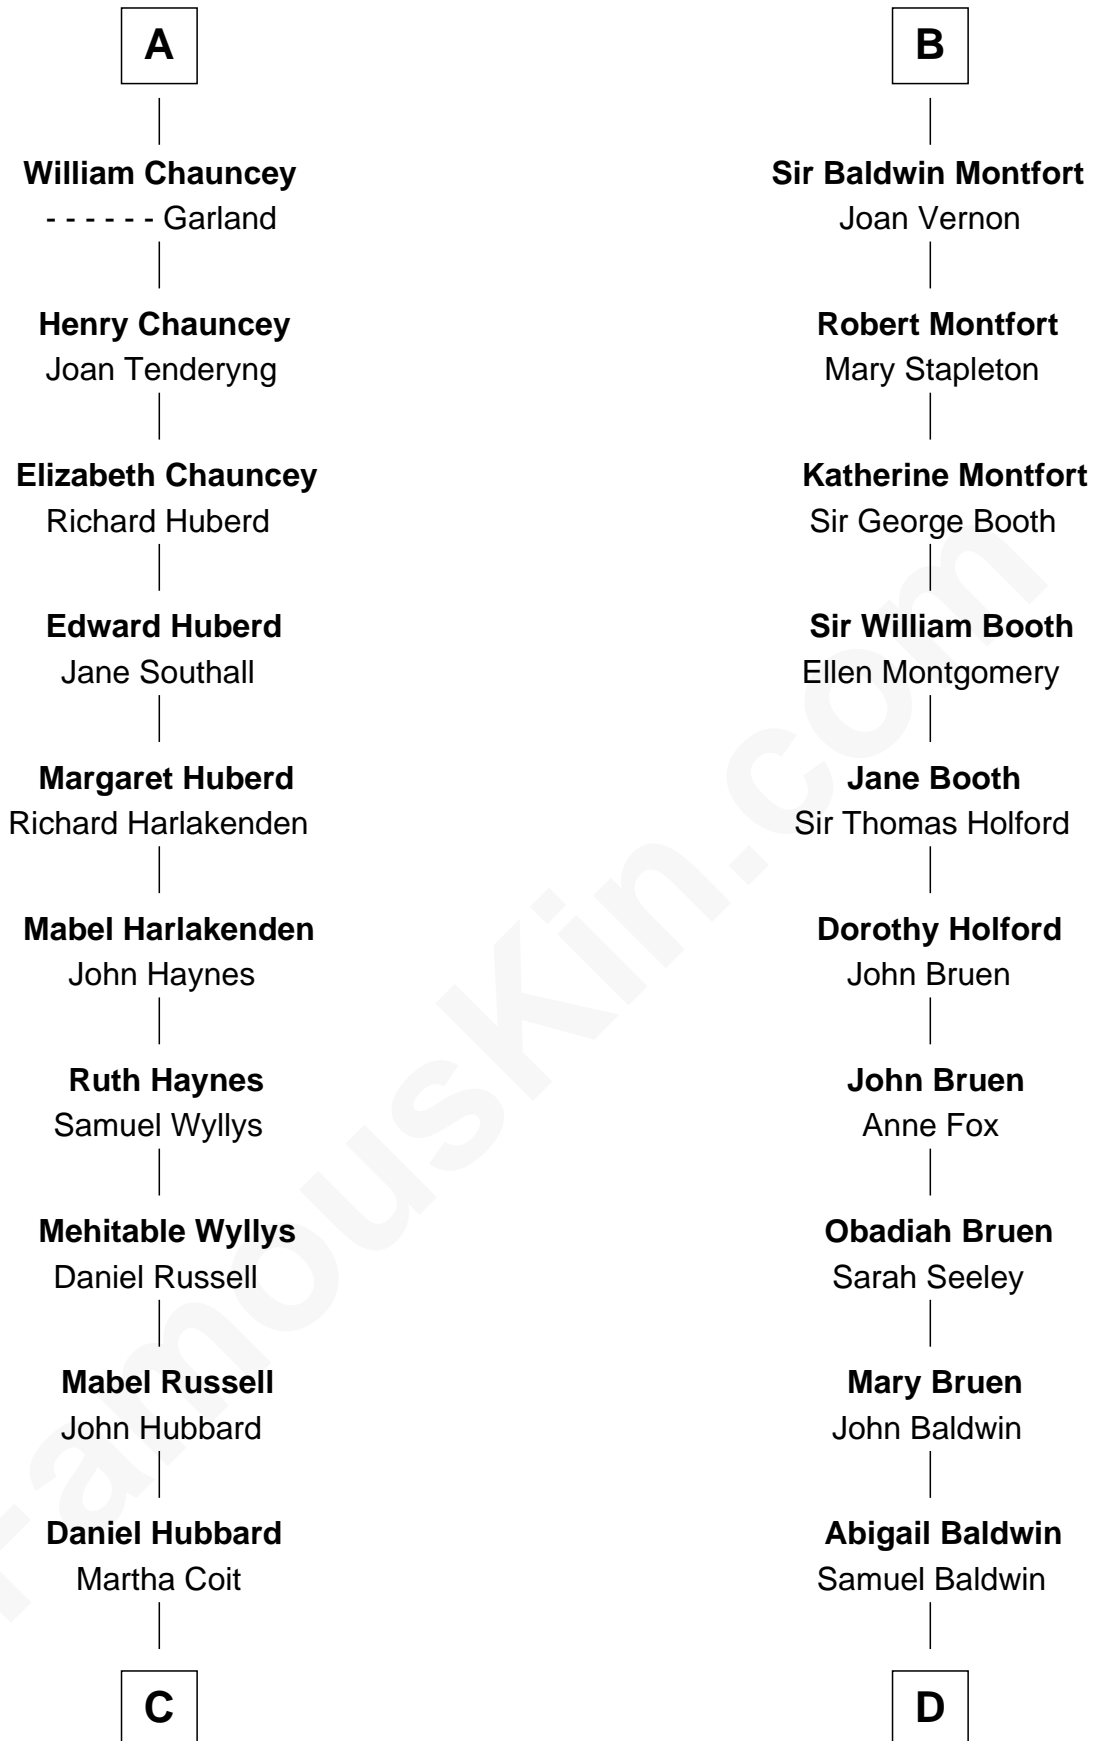 A
William Chauncey
- - - - - - Garland
Henry Chauncey
Joan Tenderyng
Elizabeth Chauncey
Richard Huberd
Edward Huberd
Jane Southall
Margaret Huberd
Richard Harlakenden
Mabel Harlakenden
John Haynes
Ruth Haynes
Samuel Wyllys
Mehitable Wyllys
Daniel Russell
Mabel Russell
John Hubbard
Daniel Hubbard
Martha Coit
C
B
Sir Baldwin Montfort
Joan Vernon
Robert Montfort
Mary Stapleton
Katherine Montfort
Sir George Booth
Sir William Booth
Ellen Montgomery
Jane Booth
Sir Thomas Holford
Dorothy Holford
John Bruen
John Bruen
Anne Fox
Obadiah Bruen
Sarah Seeley
Mary Bruen
John Baldwin
Abigail Baldwin
Samuel Baldwin
D
FamousKin.com